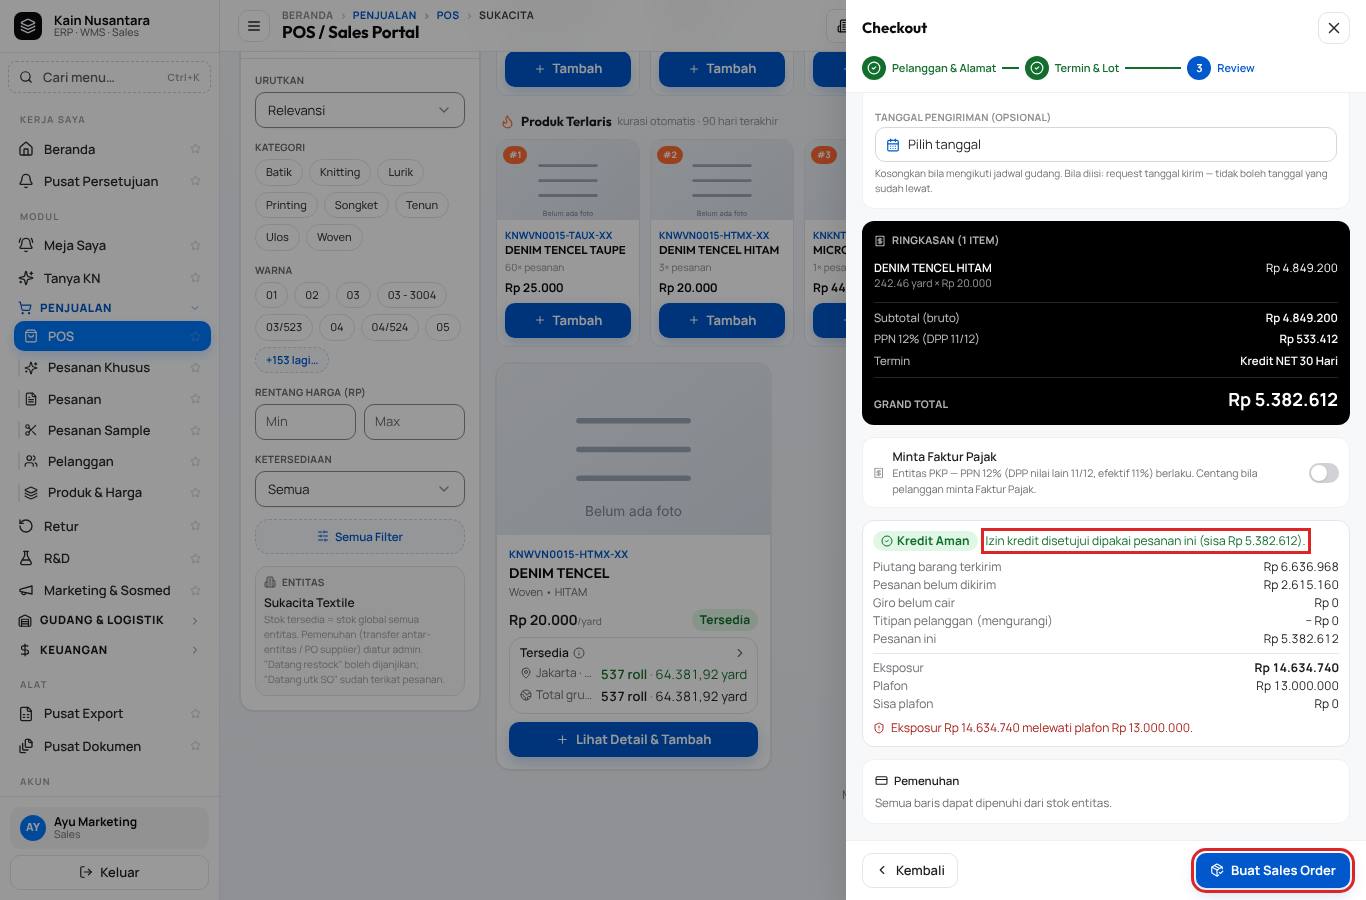 Kain Nusantara
ERP · WMS · Sales
Cari menu... Ctrl+K
KERJA SAYA
Beranda
Pusat Persetujuan
MODUL
Meja Saya
Tanya KN
PENJUALAN
POS
Pesanan Khusus
Pesanan
Pesanan Sample
Pelanggan
Produk & Harga
Retur
R&D
Marketing & Sosmed
GUDANG & LOGISTIK
KEUANGAN
ALAT
Pusat Export
Pusat Dokumen
AKUN
AY
Ayu Marketing
Sales
Keluar
BERANDA › PENJUALAN › POS › SUKACITA
POS / Sales Portal
URUTKAN
Relevansi
KATEGORI
Batik Knitting Lurik
Printing Songket Tenun
Ulos Woven
WARNA
01 02 03 03 - 3004
03/523 04 04/524 05
+153 lagi...
RENTANG HARGA (RP)
Min Max
KETERSEDIAAN
Semua
Semua Filter
ENTITAS
Sukacita Textile
Stok tersedia = stok global semua
entitas. Pemenuhan (transfer antar-
entitas / PO supplier) diatur admin.
"Datang restock" boleh dijanjikan;
"Datang utk SO" sudah terikat pesanan.
+ Tambah + Tambah +
Produk Terlaris kurasi otomatis · 90 hari terakhir
#1 #2 #3
Belum ada foto Belum ada foto
KNWVN0015-TAUX-XX KNWVN0015-HTMX-XX KNKNT
DENIM TENCEL TAUPE DENIM TENCEL HITAM MICRO
60× pesanan 3× pesanan 1× pesa
Rp 25.000 Rp 20.000 Rp 44
+ Tambah + Tambah +
Belum ada foto
KNWVN0015-HTMX-XX
DENIM TENCEL
Woven • HITAM
Rp 20.000/yard Tersedia
Tersedia
Jakarta · ... 537 roll · 64.381,92 yard
Total gru... 537 roll · 64.381,92 yard
+ Lihat Detail & Tambah
Checkout
Pelanggan & Alamat Termin & Lot 3 Review
TANGGAL PENGIRIMAN (OPSIONAL)
Pilih tanggal
Kosongkan bila mengikuti jadwal gudang. Bila diisi: request tanggal kirim — tidak boleh tanggal yang
sudah lewat.
RINGKASAN (1 ITEM)
DENIM TENCEL HITAM Rp 4.849.200
242.46 yard × Rp 20.000
Subtotal (bruto) Rp 4.849.200
PPN 12% (DPP 11/12) Rp 533.412
Termin Kredit NET 30 Hari
GRAND TOTAL Rp 5.382.612
Minta Faktur Pajak
Entitas PKP — PPN 12% (DPP nilai lain 11/12, efektif 11%) berlaku. Centang bila
pelanggan minta Faktur Pajak.
Kredit Aman Izin kredit disetujui dipakai pesanan ini (sisa Rp 5.382.612).
Piutang barang terkirim Rp 6.636.968
Pesanan belum dikirim Rp 2.615.160
Giro belum cair Rp 0
Titipan pelanggan (mengurangi) − Rp 0
Pesanan ini Rp 5.382.612
Eksposur Rp 14.634.740
Plafon Rp 13.000.000
Sisa plafon Rp 0
Eksposur Rp 14.634.740 melewati plafon Rp 13.000.000.
Pemenuhan
Semua baris dapat dipenuhi dari stok entitas.
Kembali
Buat Sales Order